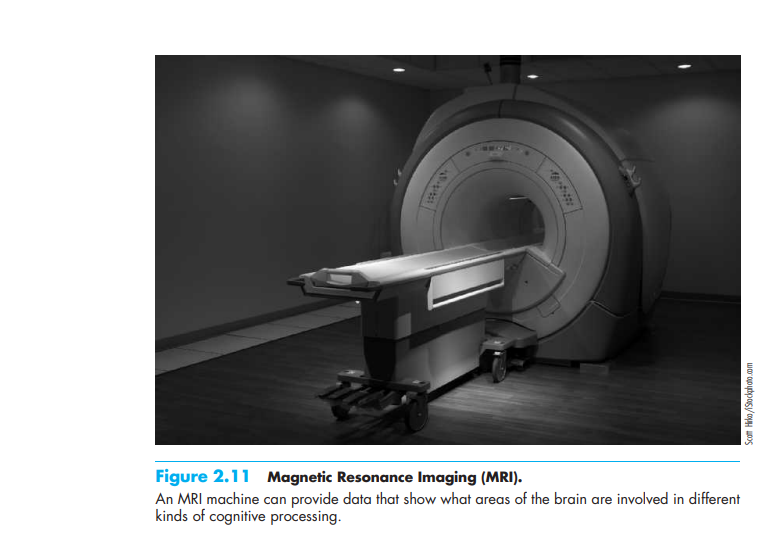 Scott Hirko/iStockphoto.com
Figure 2.11 Magnetic Resonance Imaging (MRI).
An MRI machine can provide data that show what areas of the brain are involved in different
kinds of cognitive processing.